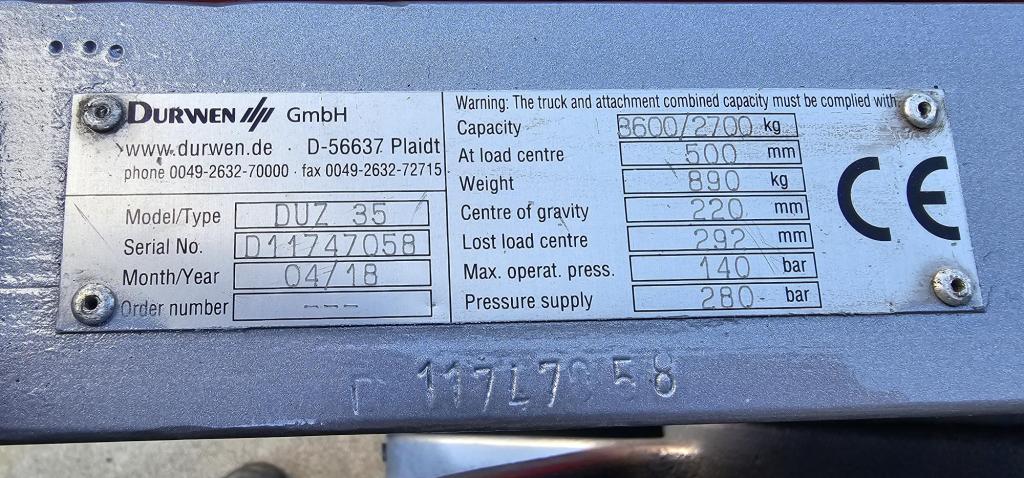 DURWEN GmbH
www.durwen.de · D-56637 Plaidt
phone 0049-2632-70000 · fax 0049-2632-72715
Model/Type DUZ 35
Serial No. D11747058
Month/Year 04/18
Order number ---
Warning: The truck and attachment combined capacity must be complied with
Capacity 3600/2700 kg
At load centre 500 mm
Weight 890 kg
Centre of gravity 220 mm
Lost load centre 292 mm
Max. operat. press. 140 bar
Pressure supply 280 bar
CE
D 11747058